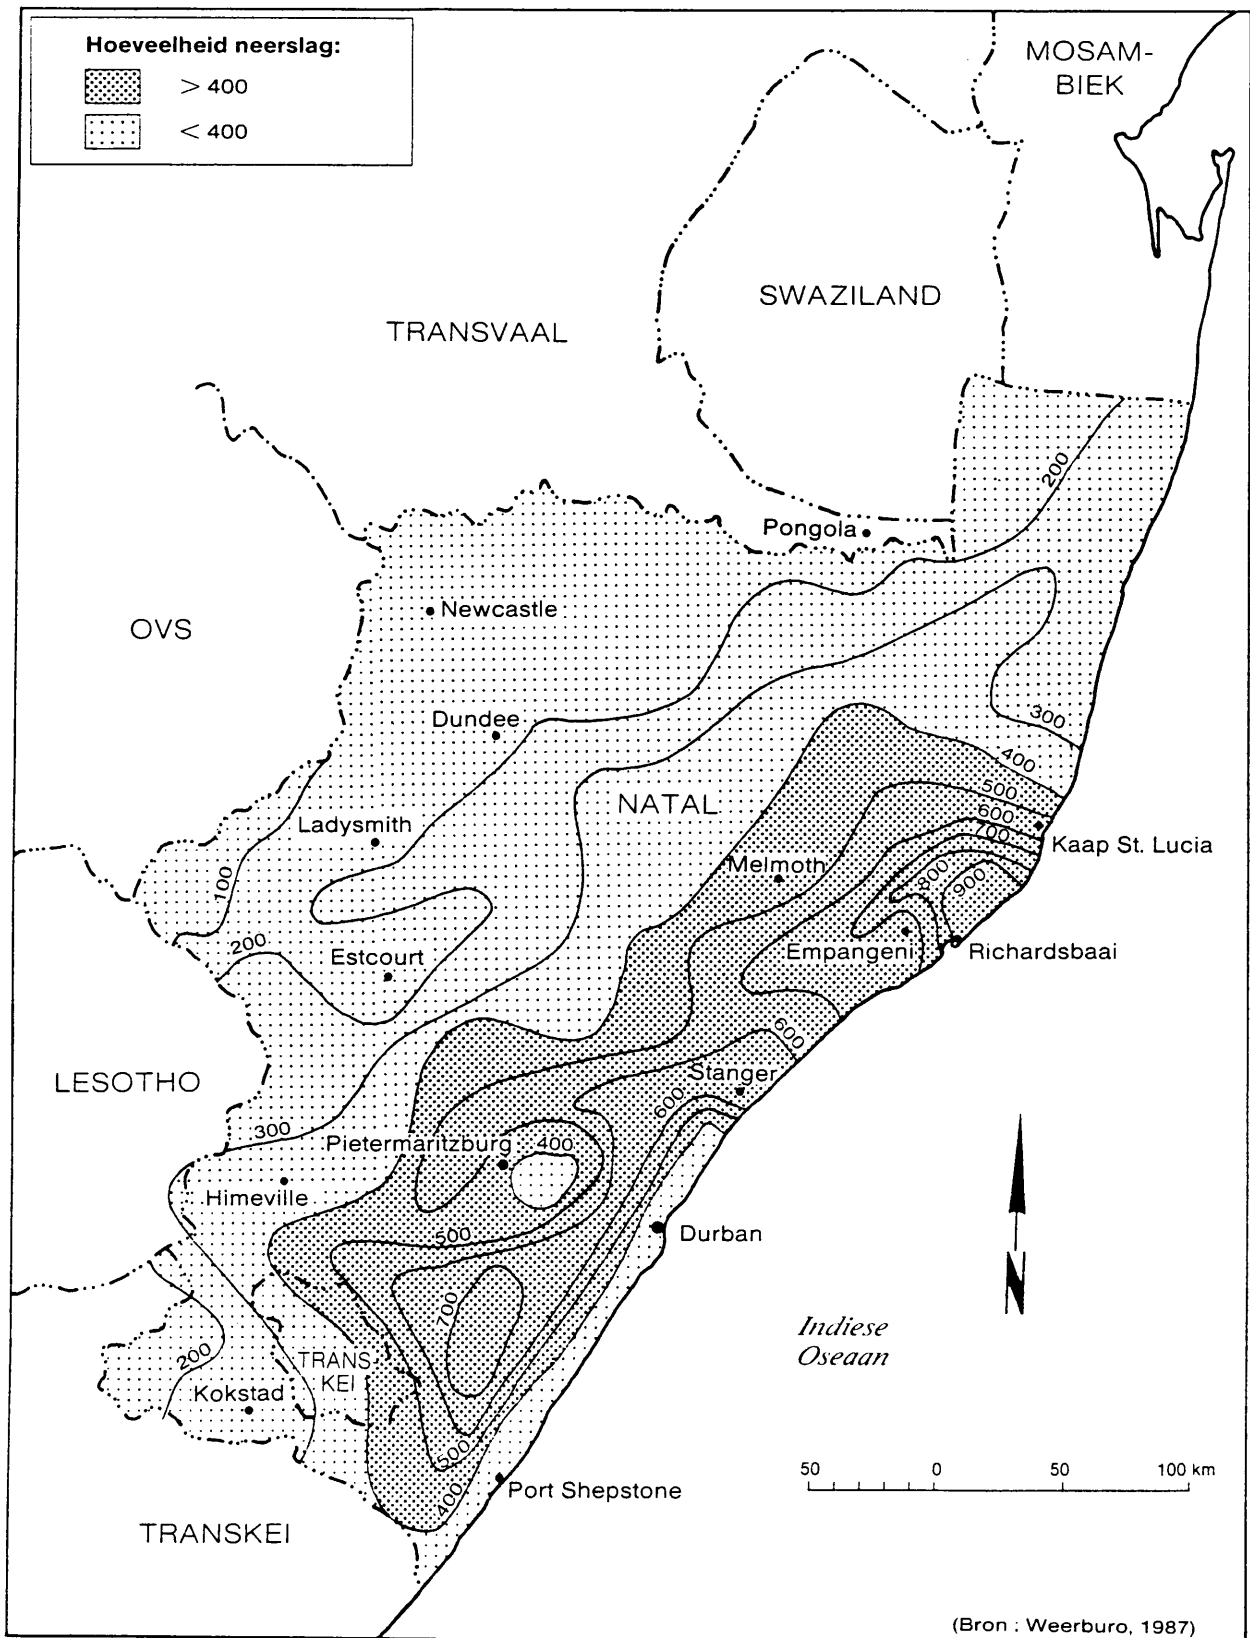 Hoeveelheid neerslag:
> 400
< 400
MOSAM-
BIEK
SWAZILAND
TRANSVAAL
200
Pongola
Newcastle
OVS
Dundee
300
400
500
600
700
800
900
NATAL
Ladysmith
Kaap St. Lucia
Melmoth
100
200
Estcourt
Empangeni
Richardsbaai
600
Stanger
600
LESOTHO
300
Pietermaritzburg
400
Himeville
500
Durban
700
Indiese
Oseaan
200
TRANS-
KEI
Kokstad
500
400
Port Shepstone
50 0 50 100 km
N
TRANSKEI
(Bron : Weerburo, 1987)